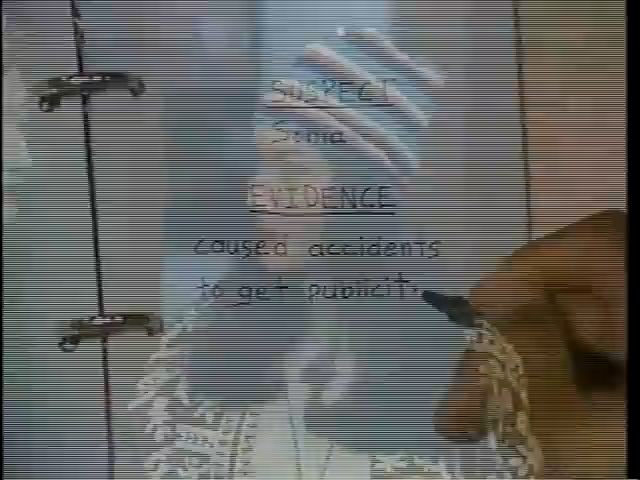 SUSPECT
Sonia
EVIDENCE
caused accidents
to get publicit